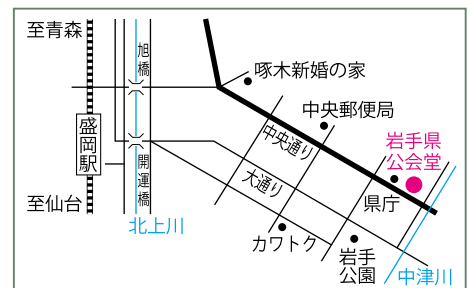 至青森
旭橋
啄木新婚の家
中央郵便局
岩手県
公会堂
中央通り
盛岡駅
開運橋
大通り
県庁
至仙台
北上川
カワトク
岩手
公園
中津川